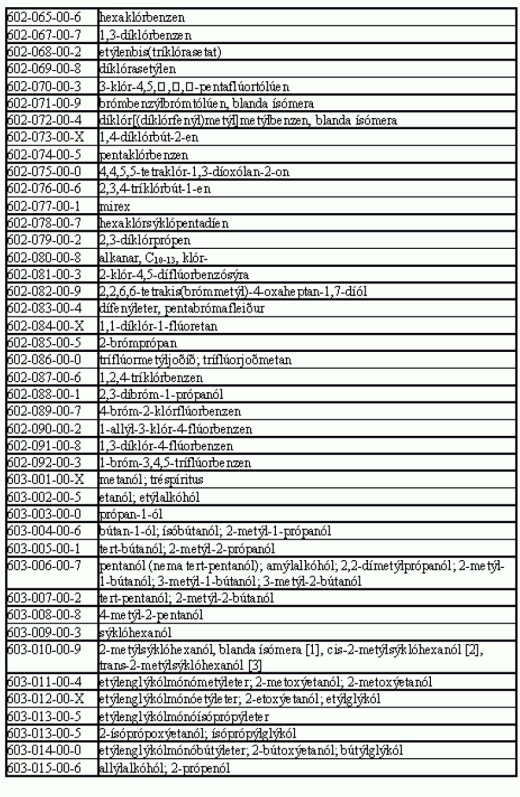 602-065-00-6 hexaklórbenzen
602-067-00-7 1,3-díklórbenzen
602-068-00-2 etýlenbis(tríklórasetat)
602-069-00-8 díklórasetýlen
602-070-00-3 3-klór-4,5,□,□,□-pentaflúortólúen
602-071-00-9 brómbenzýlbrómtólúen, blanda ísómera
602-072-00-4 díklór[(díklórfenýl)metýl]metýlbenzen, blanda ísómera
602-073-00-X 1,4-díklórbút-2-en
602-074-00-5 pentaklórbenzen
602-075-00-0 4,4,5,5-tetraklór-1,3-díoxólan-2-on
602-076-00-6 2,3,4-tríklórbút-1-en
602-077-00-1 mirex
602-078-00-7 hexaklórsýklópentadíen
602-079-00-2 2,3-díklórprópen
602-080-00-8 alkanar, C10-13, klór-
602-081-00-3 2-klór-4,5-díflúorbenzósýra
602-082-00-9 2,2,6,6-tetrakis(brómmetýl)-4-oxaheptan-1,7-díól
602-083-00-4 dífenýleter, pentabrómafleiður
602-084-00-X 1,1-díklór-1-flúoretan
602-085-00-5 2-brómprópan
602-086-00-0 tríflúormetýljoðíð; tríflúorjoðmetan
602-087-00-6 1,2,4-tríklórbenzen
602-088-00-1 2,3-díbróm-1-própanól
602-089-00-7 4-bróm-2-klórflúorbenzen
602-090-00-2 1-allýl-3-klór-4-flúorbenzen
602-091-00-8 1,3-díklór-4-flúorbenzen
602-092-00-3 1-bróm-3,4,5-tríflúorbenzen
603-001-00-X metanól; tréspíritus
603-002-00-5 etanól; etýlalkóhól
603-003-00-0 própan-1-ól
603-004-00-6 bútan-1-ól; ísóbútanól; 2-metýl-1-própanól
603-005-00-1 tert-bútanól; 2-metýl-2-própanól
603-006-00-7 pentanól (nema tert-pentanól); amýlalkóhól; 2,2-dímetýlprópanól; 2-metýl-
1-bútanól; 3-metýl-1-bútanól; 3-metýl-2-bútanól
603-007-00-2 tert-pentanól; 2-metýl-2-bútanól
603-008-00-8 4-metýl-2-pentanól
603-009-00-3 sýklóhexanól
603-010-00-9 2-metýlsýklóhexanól, blanda ísómera [1], cis-2-metýlsýklóhexanól [2],
trans-2-metýlsýklóhexanól [3]
603-011-00-4 etýlenglýkólmónómetýleter; 2-metoxýetanól; 2-metoxýetanól
603-012-00-X etýlenglýkólmónóetýleter; 2-etoxýetanól; etýlglýkól
603-013-00-5 etýlenglýkólmónóísóprópýleter
603-013-00-5 2-ísóprópoxýetanól; ísóprópýlglýkól
603-014-00-0 etýlenglýkólmónóbútýleter; 2-bútoxýetanól; bútýlglýkól
603-015-00-6 allýlalkóhól; 2-própenól